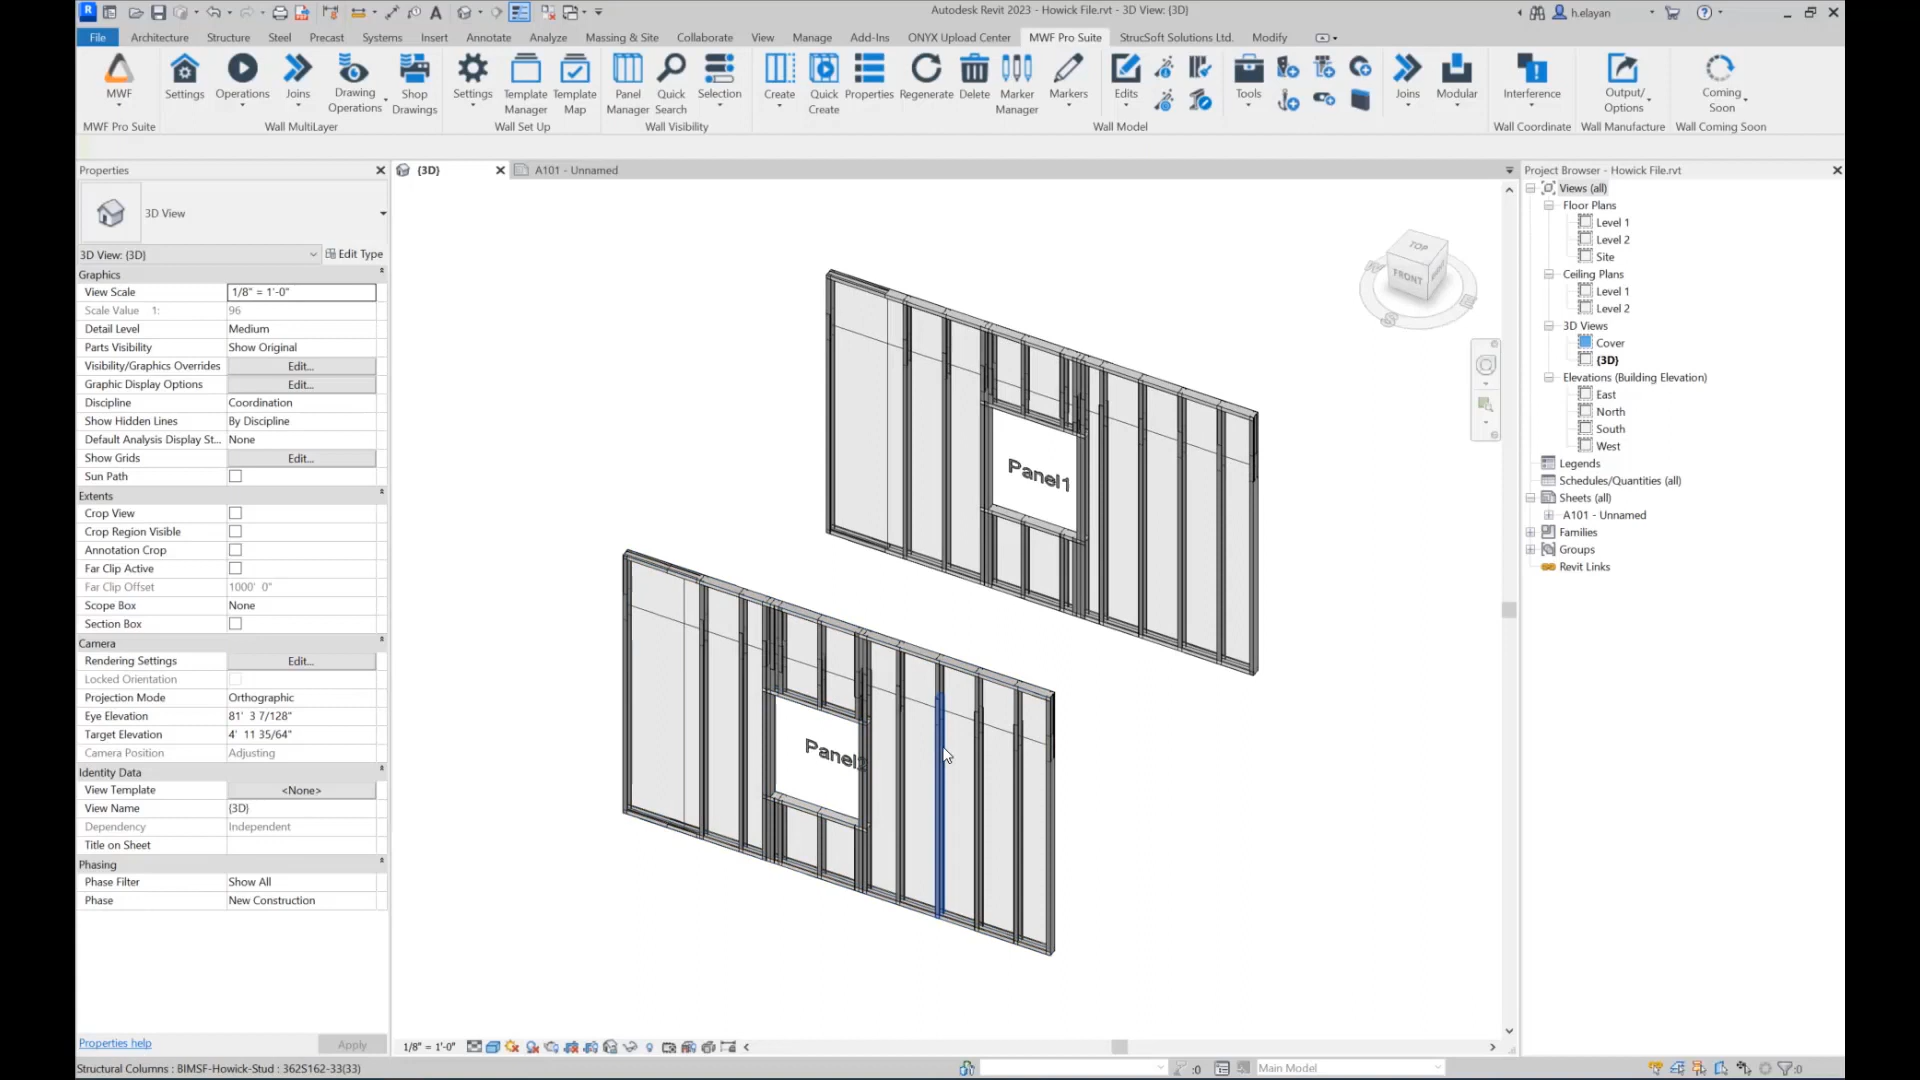 Autodesk Revit 2023 - Howick File.rvt - 3D View: {3D}
h.elayan
File Architecture Structure Steel Precast Systems Insert Annotate Analyze Massing & Site Collaborate View Manage Add-Ins ONYX Upload Center MWF Pro Suite StrucSoft Solutions Ltd. Modify
MWF
Settings
Operations
Joins
Drawing Operations
Shop Drawings
Settings
Template Manager
Template Map
Panel Manager
Quick Search
Selection
Create
Quick Create
Properties
Regenerate
Delete
Marker Manager
Markers
Edits
Tools
Joins
Modular
Interference
Output/ Options
Coming Soon
MWF Pro Suite
Wall MultiLayer
Wall Set Up
Wall Visibility
Wall Model
Wall Coordinate
Wall Manufacture
Wall Coming Soon
Properties
3D View
3D View: {3D}
Edit Type
Graphics
View Scale 1/8" = 1'-0"
Scale Value 1: 96
Detail Level Medium
Parts Visibility Show Original
Visibility/Graphics Overrides Edit...
Graphic Display Options Edit...
Discipline Coordination
Show Hidden Lines By Discipline
Default Analysis Display St... None
Show Grids Edit...
Sun Path
Extents
Crop View
Crop Region Visible
Annotation Crop
Far Clip Active
Far Clip Offset 1000' 0"
Scope Box None
Section Box
Camera
Rendering Settings Edit...
Locked Orientation
Projection Mode Orthographic
Eye Elevation 81' 3 7/128"
Target Elevation 4' 11 35/64"
Camera Position Adjusting
Identity Data
View Template <None>
View Name {3D}
Dependency Independent
Title on Sheet
Phasing
Phase Filter Show All
Phase New Construction
Properties help
Apply
{3D}
A101 - Unnamed
TOP
FRONT
W
S
E
Panel1
Panel2
1/8" = 1'-0"
Project Browser - Howick File.rvt
Views (all)
Floor Plans
Level 1
Level 2
Site
Ceiling Plans
Level 1
Level 2
3D Views
Cover
{3D}
Elevations (Building Elevation)
East
North
South
West
Legends
Schedules/Quantities (all)
Sheets (all)
A101 - Unnamed
Families
Groups
Revit Links
Structural Columns : BIMSF-Howick-Stud : 362S162-33(33)
:0
Main Model
:0